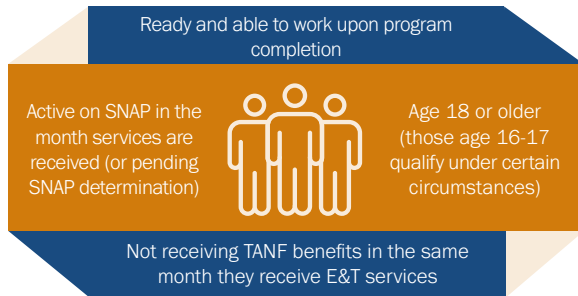 Ready and able to work upon program
completion
Active on SNAP in the
month services are
received (or pending
SNAP determination)
Age 18 or older
(those age 16-17
qualify under certain
circumstances)
Not receiving TANF benefits in the same
month they receive E&T services